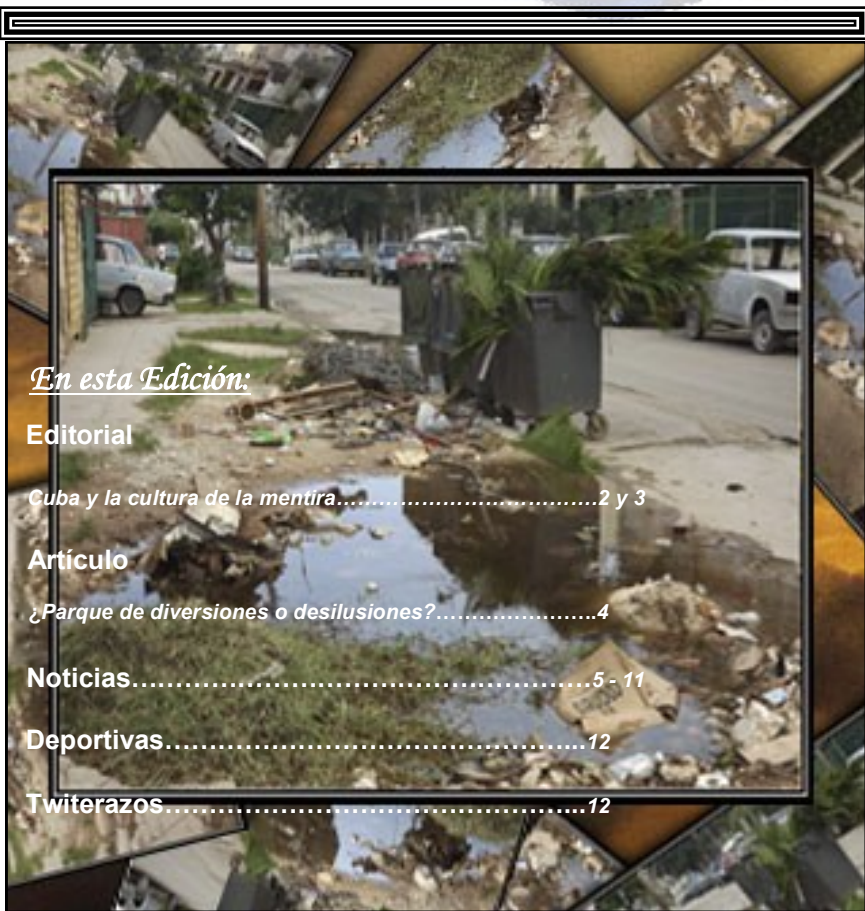 En esta Edición:
Editorial
Cuba y la cultura de la mentira……………………………….2 y 3
Artículo
¿Parque de diversiones o desilusiones?…………………..4
Noticias…………………………………………5 - 11
Deportivas…………………………………...12
Twiterazos…………………………………...12